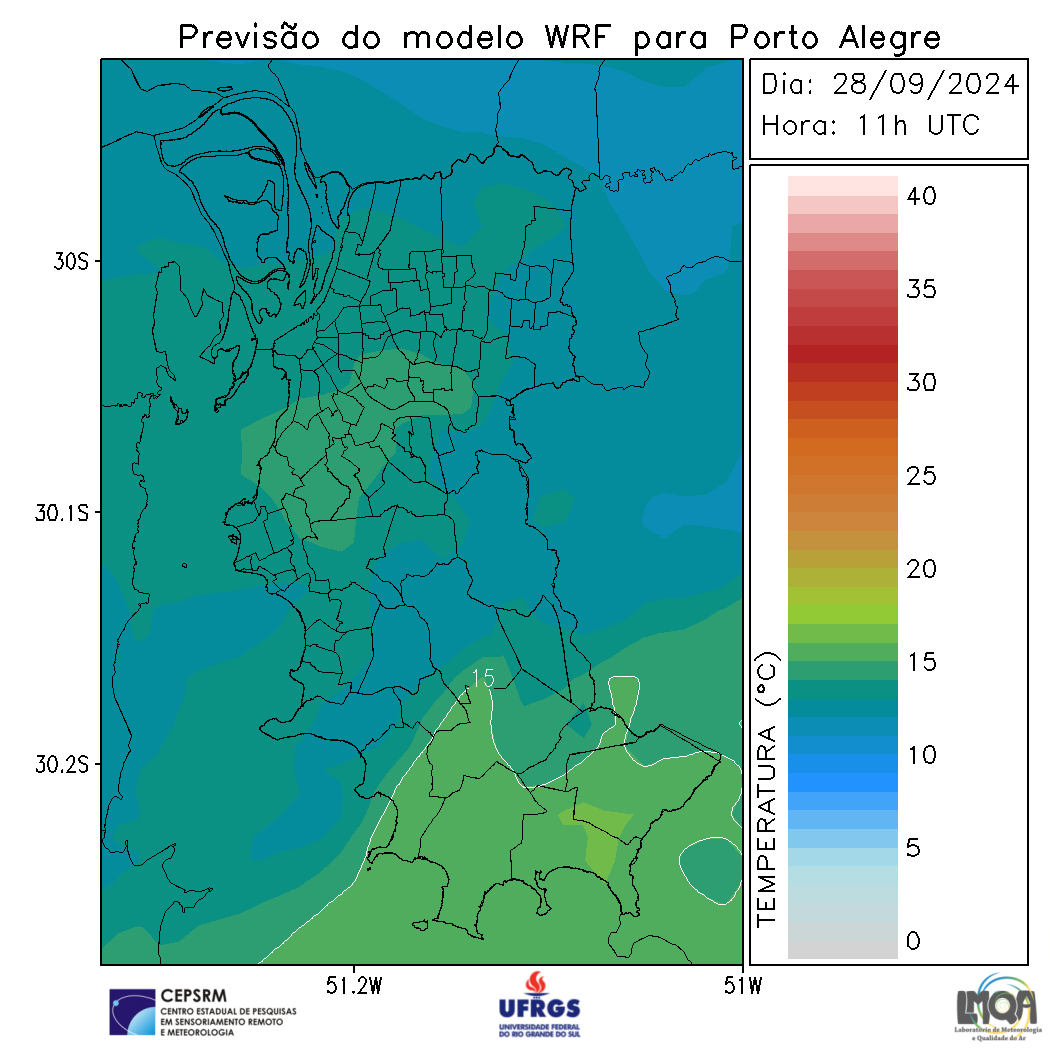 Previsão do modelo WRF para Porto Alegre
Dia: 28/09/2024
Hora: 11h UTC
40
35
30
25
20
15
10
5
0
TEMPERATURA (°C)
30S
30.1S
30.2S
15
51.2W
51W
CEPSRM
CENTRO ESTADUAL DE PESQUISAS
EM SENSORIAMENTO REMOTO
E METEOROLOGIA
UFRGS
UNIVERSIDADE FEDERAL
DO RIO GRANDE DO SUL
LMQA
Laboratório de Meteorologia
e Qualidade do Ar